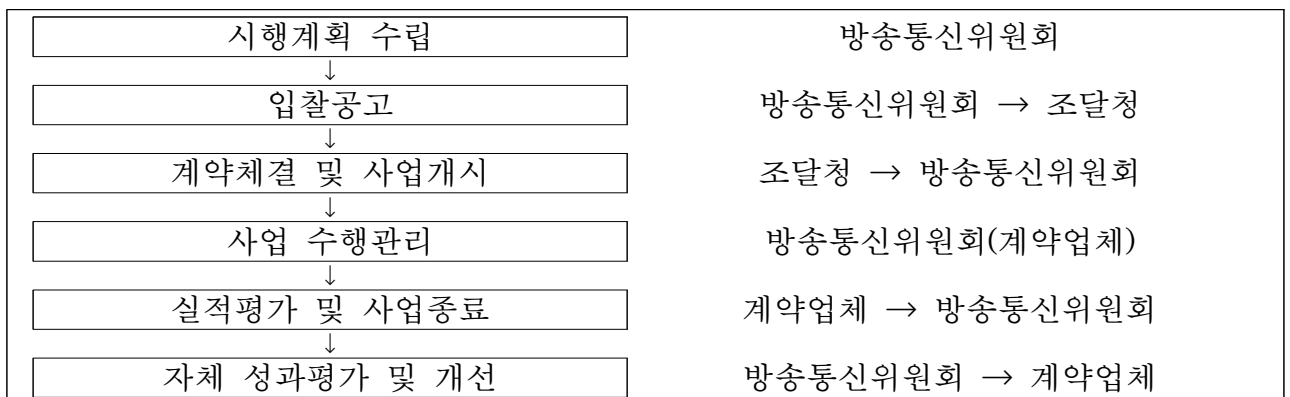 시행계획 수립 방송통신위원회
↓
입찰공고 방송통신위원회 → 조달청
↓
계약체결 및 사업개시 조달청 → 방송통신위원회
↓
사업 수행관리 방송통신위원회(계약업체)
↓
실적평가 및 사업종료 계약업체 → 방송통신위원회
↓
자체 성과평가 및 개선 방송통신위원회 → 계약업체